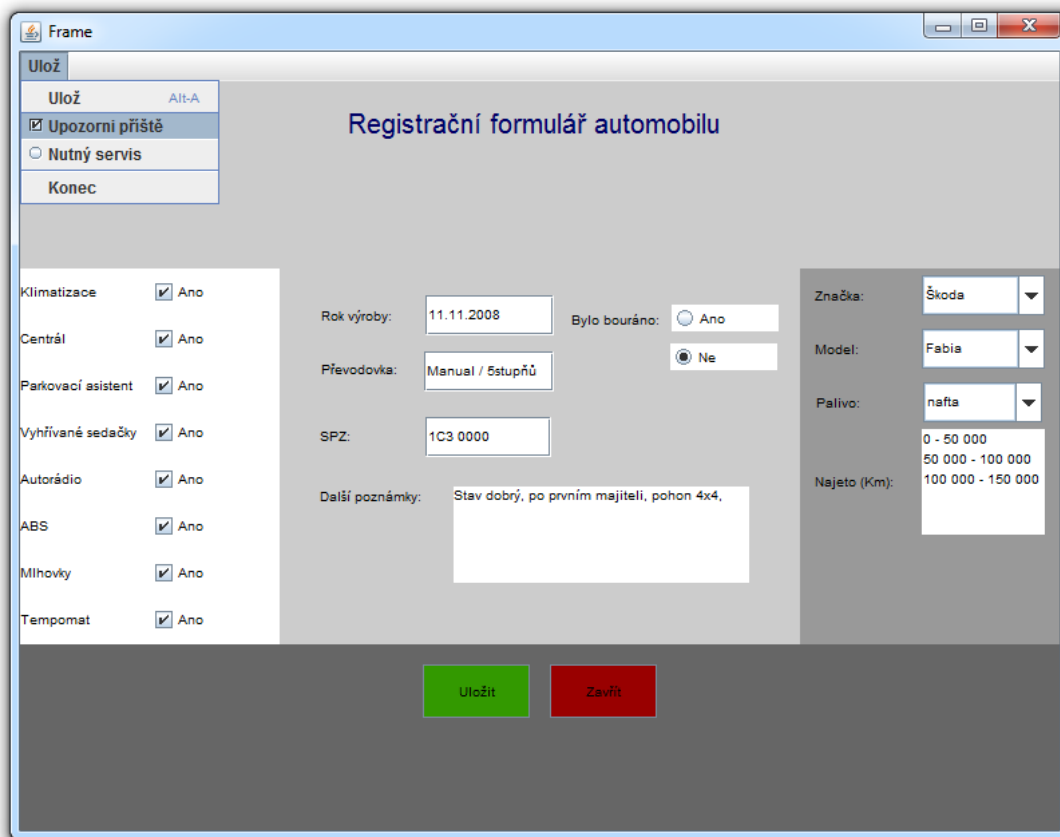 Frame
Ulož
Ulož Alt-A
Upozorni příště
Nutný servis
Konec
Registrační formulář automobilu
Klimatizace Ano
Centrál Ano
Parkovací asistent Ano
Vyhřívané sedačky Ano
Autorádio Ano
ABS Ano
Mlhovky Ano
Tempomat Ano
Rok výroby: 11.11.2008
Bylo bouráno: Ano
Ne
Převodovka: Manual / 5stupňů
SPZ: 1C3 0000
Další poznámky: Stav dobrý, po prvním majiteli, pohon 4x4,
Značka: Škoda
Model: Fabia
Palivo: nafta
Najeto (Km):
0 - 50 000
50 000 - 100 000
100 000 - 150 000
Uložit
Zavřít